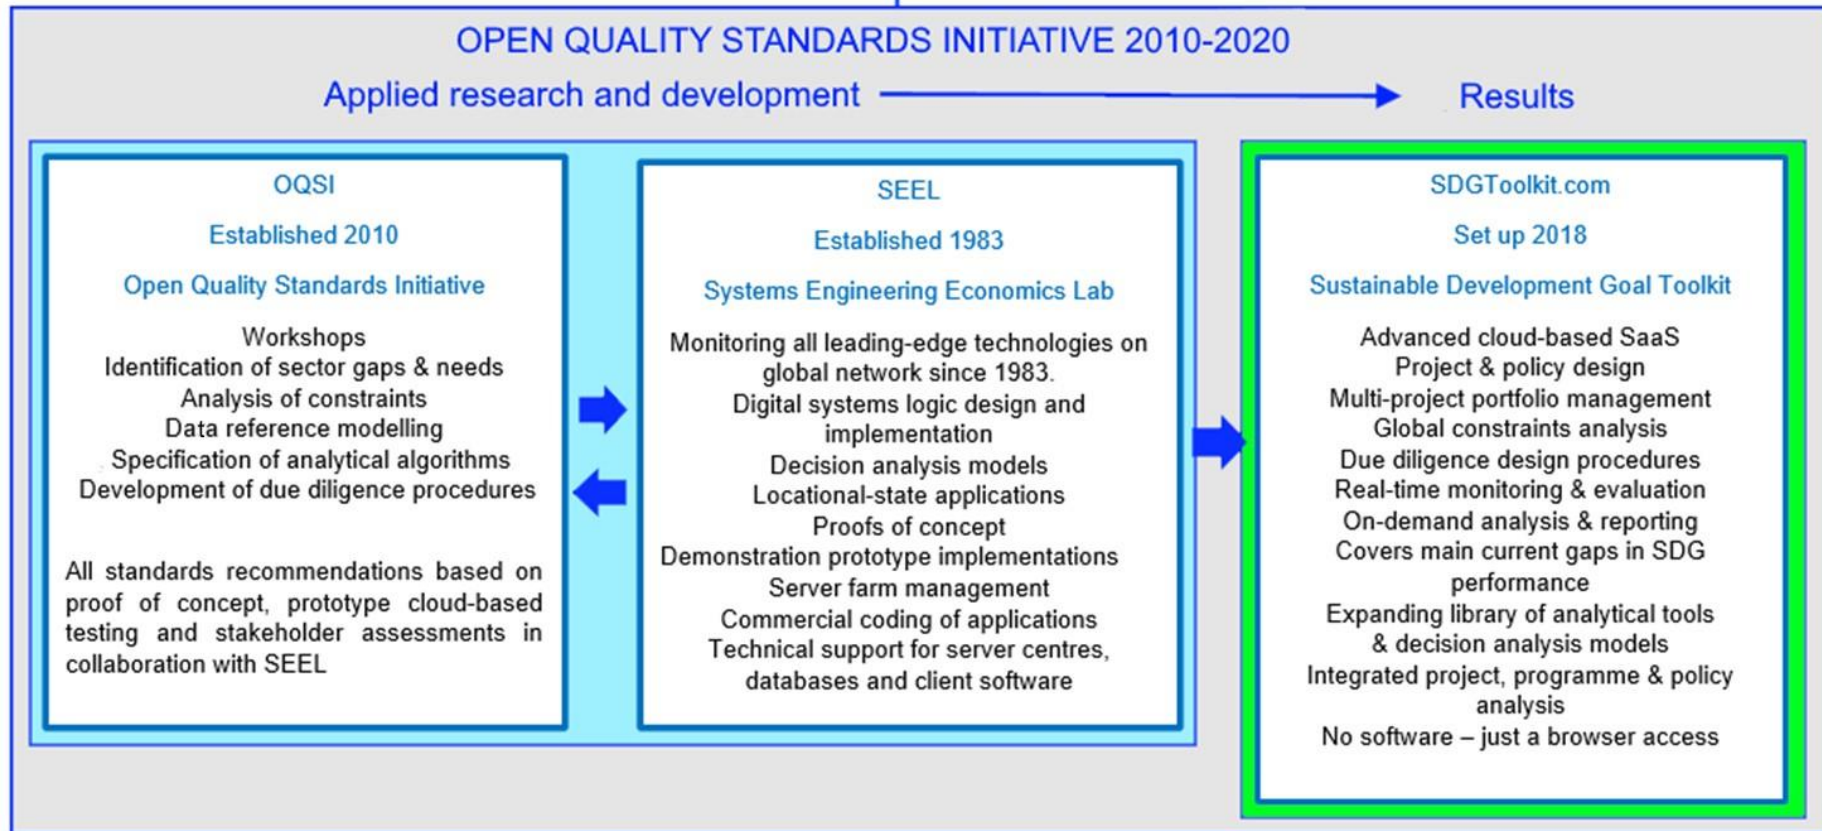 OPEN QUALITY STANDARDS INITIATIVE 2010-2020
Applied research and development
Results
OQSI
Established 2010
Open Quality Standards Initiative
Workshops
Identification of sector gaps & needs
Analysis of constraints
Data reference modelling
Specification of analytical algorithms
Development of due diligence procedures
All standards recommendations based on
proof of concept, prototype cloud-based
testing and stakeholder assessments in
collaboration with SEEL
SEEL
Established 1983
Systems Engineering Economics Lab
Monitoring all leading-edge technologies on
global network since 1983.
Digital systems logic design and
implementation
Decision analysis models
Locational-state applications
Proofs of concept
Demonstration prototype implementations
Server farm management
Commercial coding of applications
Technical support for server centres,
databases and client software
SDGToolkit.com
Set up 2018
Sustainable Development Goal Toolkit
Advanced cloud-based SaaS
Project & policy design
Multi-project portfolio management
Global constraints analysis
Due diligence design procedures
Real-time monitoring & evaluation
On-demand analysis & reporting
Covers main current gaps in SDG
performance
Expanding library of analytical tools
& decision analysis models
Integrated project, programme & policy
analysis
No software – just a browser access